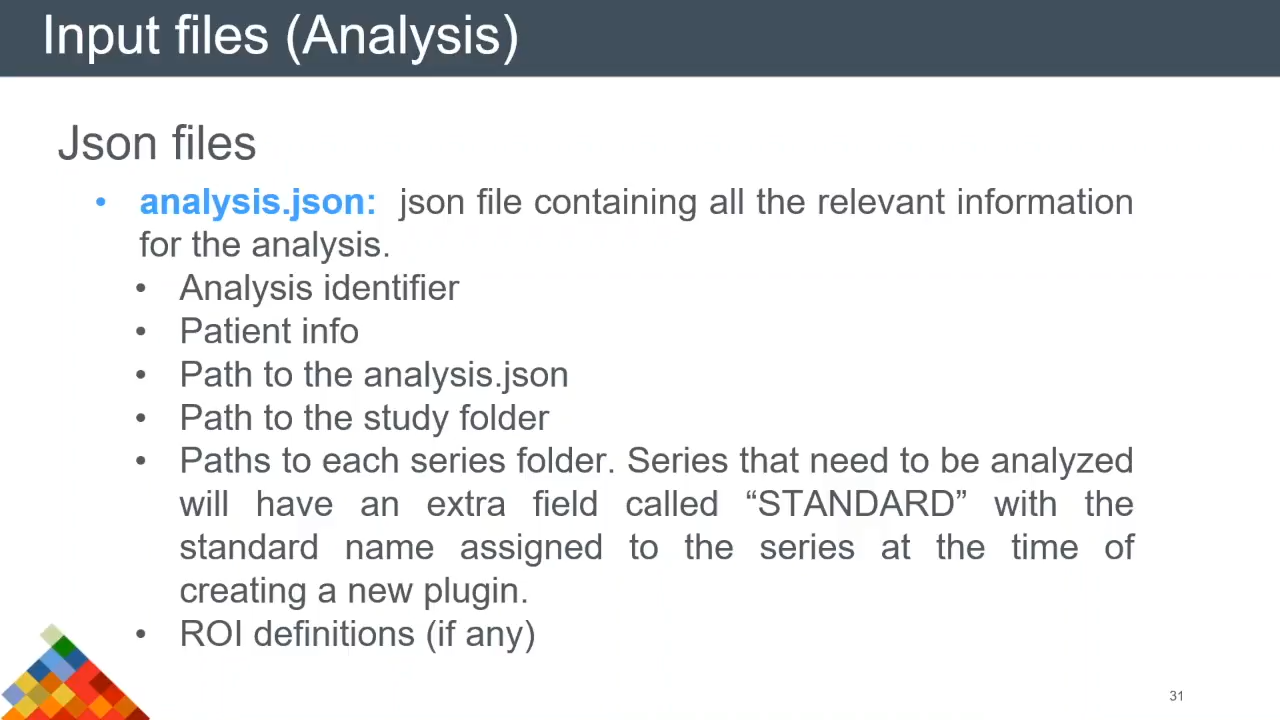 Input files (Analysis)
Json files
• analysis.json: json file containing all the relevant information
for the analysis.
• Analysis identifier
• Patient info
• Path to the analysis.json
• Path to the study folder
• Paths to each series folder. Series that need to be analyzed
will have an extra field called “STANDARD” with the
standard name assigned to the series at the time of
creating a new plugin.
• ROI definitions (if any)
31